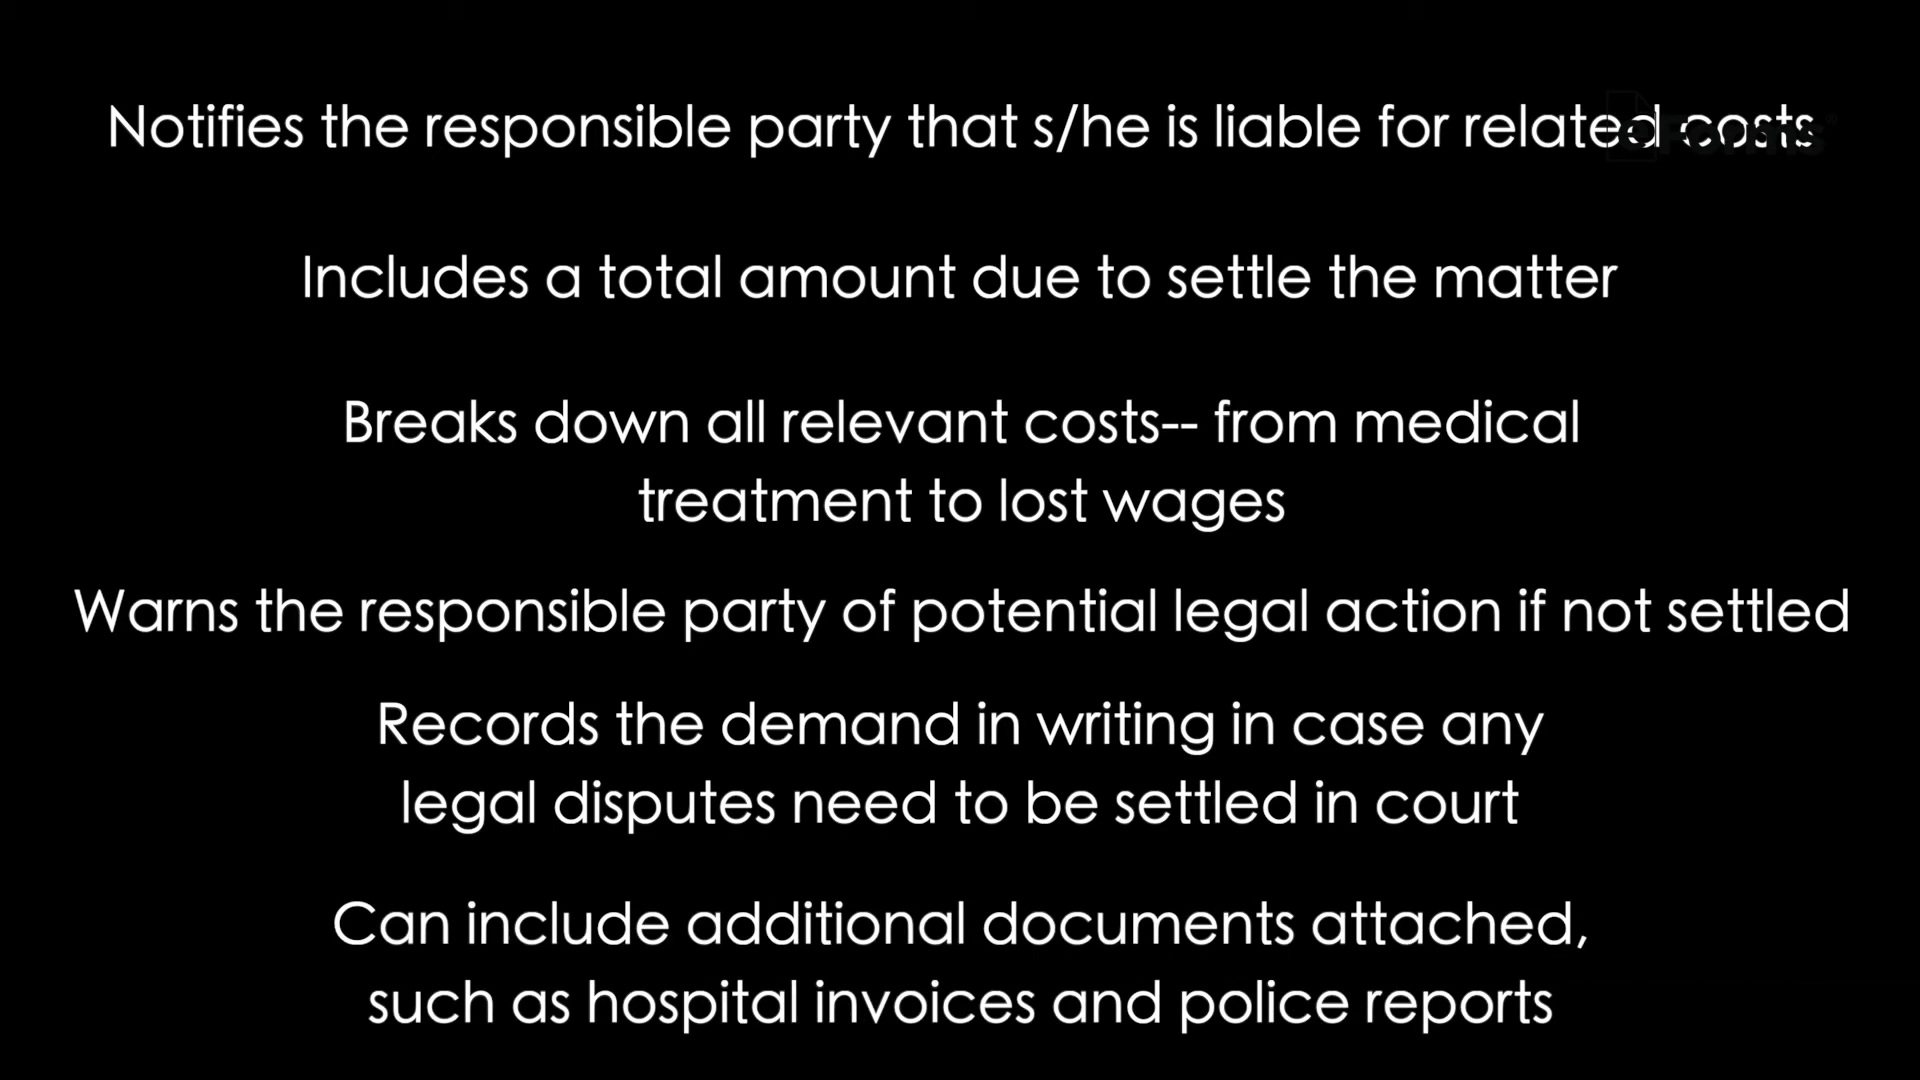 Notifies the responsible party that s/he is liable for related costs
Includes a total amount due to settle the matter
Breaks down all relevant costs-- from medical
treatment to lost wages
Warns the responsible party of potential legal action if not settled
Records the demand in writing in case any
legal disputes need to be settled in court
Can include additional documents attached,
such as hospital invoices and police reports